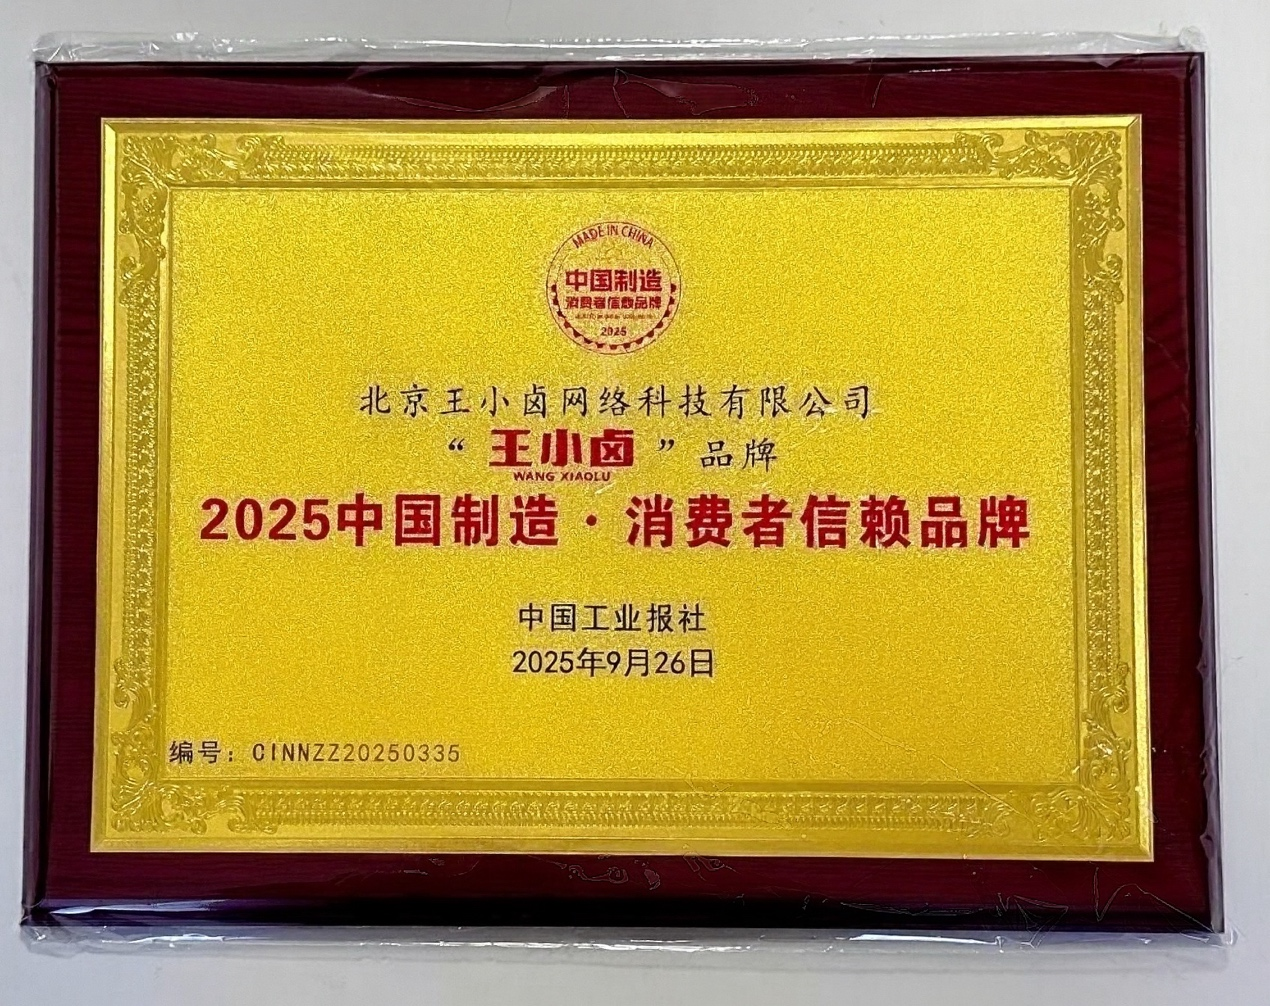 MADE IN CHINA
中国制造
消费者信赖品牌
2025
北京王小卤网络科技有限公司
“王小卤”品牌
WANG XIAOLU
2025中国制造·消费者信赖品牌
中国工业报社
2025年9月26日
编号：CINNZZ20250335